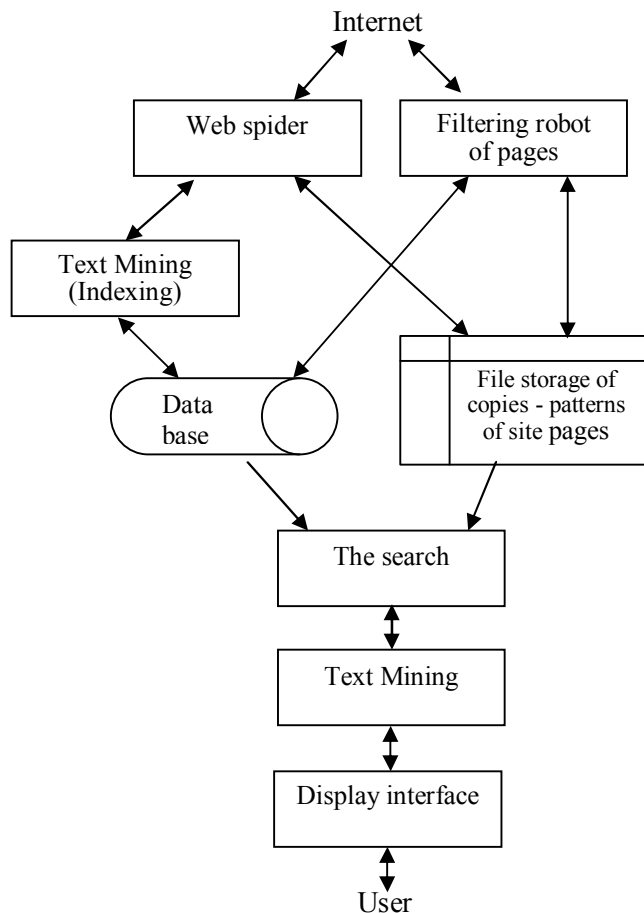 Internet
Web spider
Filtering robot
of pages
Text Mining
(Indexing)
Data
base
File storage of
copies - patterns
of site pages
The search
Text Mining
Display interface
User